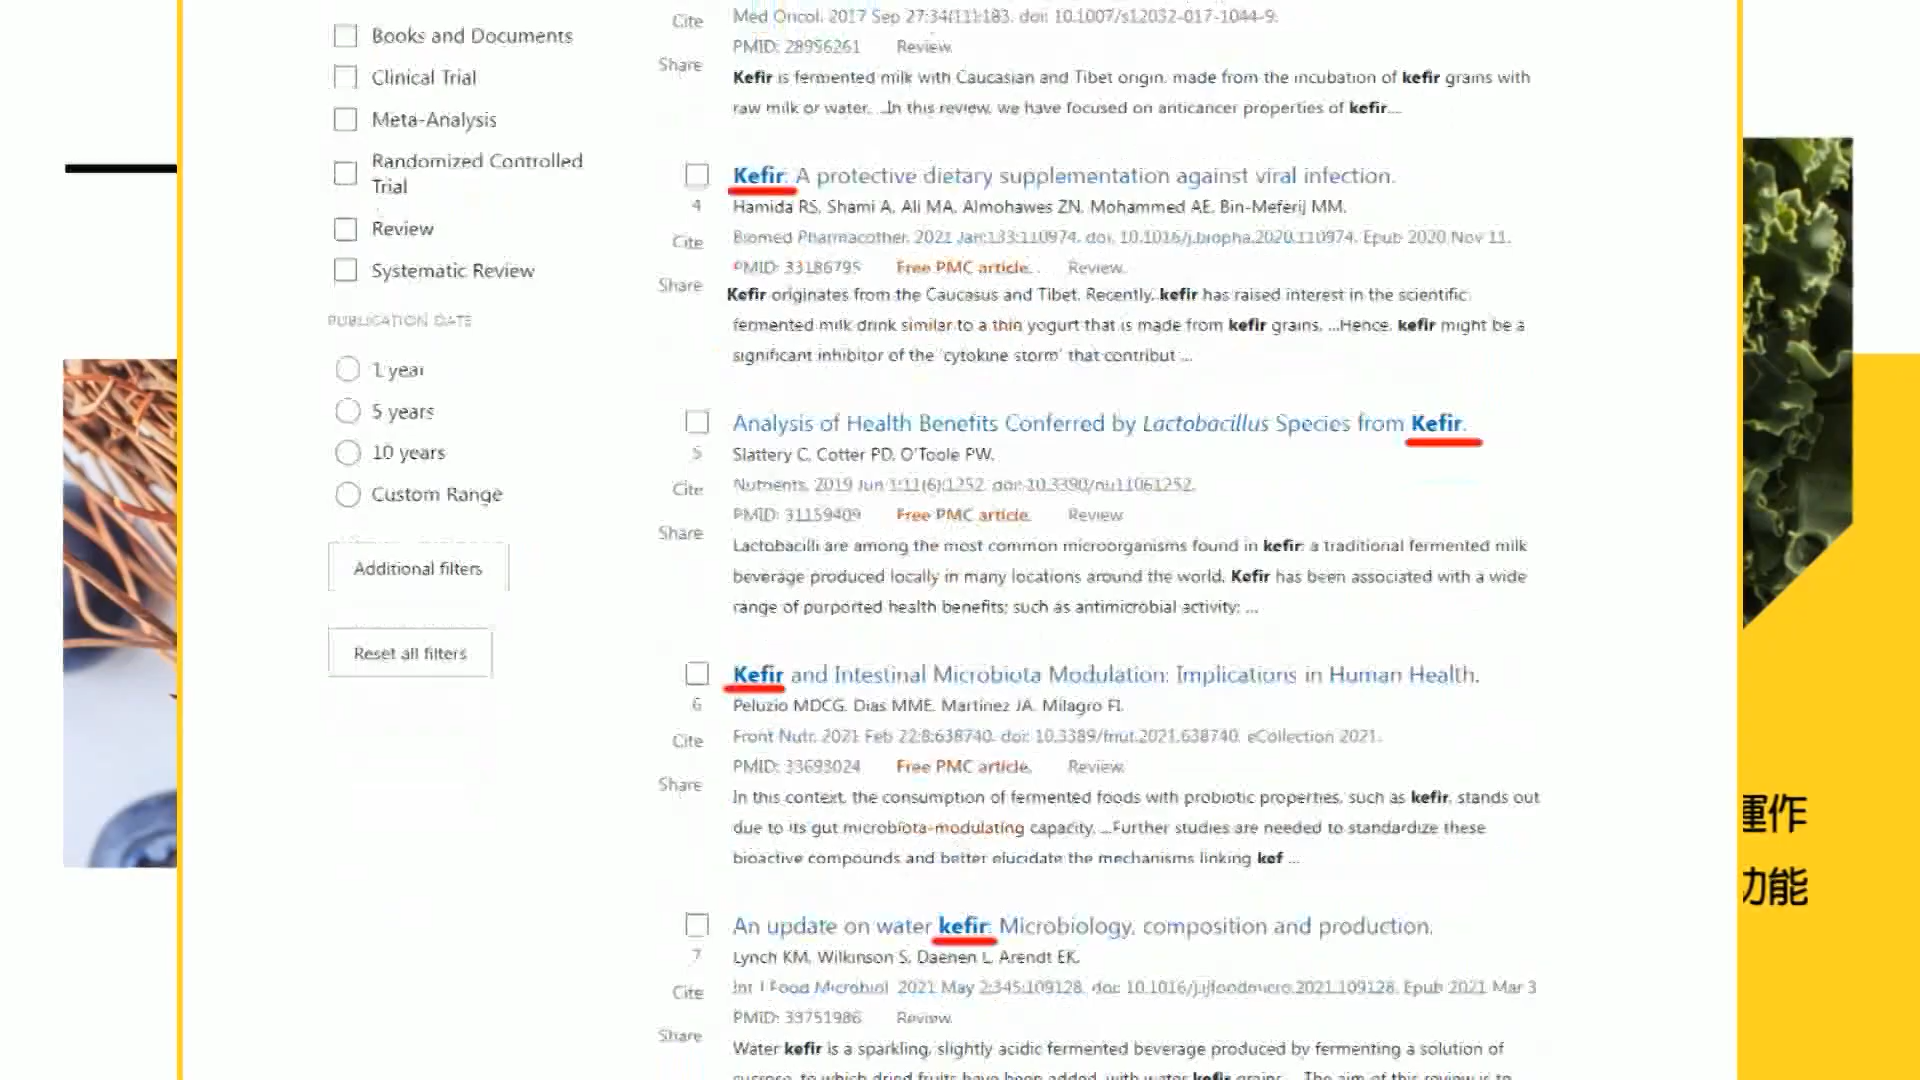 Books and Documents
Clinical Trial
Meta-Analysis
Randomized Controlled
Trial
Review
Systematic Review
PUBLICATION DATE
1 year
5 years
10 years
Custom Range
Additional filters
Reset all filters
Cite
Med Oncol. 2017 Sep 27;34(11):183. doi: 10.1007/s12032-017-1044-9.
PMID: 28956261 Review.
Share
Kefir is fermented milk with Caucasian and Tibet origin, made from the incubation of kefir grains with
raw milk or water. ...In this review, we have focused on anticancer properties of kefir....
Kefir: A protective dietary supplementation against viral infection.
4
Hamida RS, Shami A, Ali MA, Almohawes ZN, Mohammed AE, Bin-Meferij MM.
Cite
Biomed Pharmacother. 2021 Jan;133:110974. doi: 10.1016/j.biopha.2020.110974. Epub 2020 Nov 11.
PMID: 33186795 Free PMC article. Review.
Share
Kefir originates from the Caucasus and Tibet. Recently, kefir has raised interest in the scientific
fermented milk drink similar to a thin yogurt that is made from kefir grains. ...Hence, kefir might be a
significant inhibitor of the 'cytokine storm' that contribut ...
Analysis of Health Benefits Conferred by Lactobacillus Species from Kefir.
5
Slattery C, Cotter PD, O'Toole PW.
Cite
Nutrients. 2019 Jun 1;11(6):1252. doi: 10.3390/nu11061252.
PMID: 31159409 Free PMC article. Review.
Share
Lactobacilli are among the most common microorganisms found in kefir; a traditional fermented milk
beverage produced locally in many locations around the world. Kefir has been associated with a wide
range of purported health benefits; such as antimicrobial activity; ...
Kefir and Intestinal Microbiota Modulation: Implications in Human Health.
6
Peluzio MDCG, Dias MME, Martinez JA, Milagro FI.
Cite
Front Nutr. 2021 Feb 22;8:638740. doi: 10.3389/fnut.2021.638740. eCollection 2021.
PMID: 33693024 Free PMC article. Review.
Share
In this context, the consumption of fermented foods with probiotic properties, such as kefir, stands out
due to its gut microbiota-modulating capacity. ...Further studies are needed to standardize these
bioactive compounds and better elucidate the mechanisms linking kef ...
An update on water kefir: Microbiology, composition and production.
7
Lynch KM, Wilkinson S, Daenen L, Arendt EK.
Cite
Int J Food Microbiol. 2021 May 2;345:109128. doi: 10.1016/j.ijfoodmicro.2021.109128. Epub 2021 Mar 3
PMID: 33751986 Review.
Share
Water kefir is a sparkling, slightly acidic fermented beverage produced by fermenting a solution of
sucrose, to which dried fruits have been added, with water kefir grains. ...The aim of this review is to
運作
功能